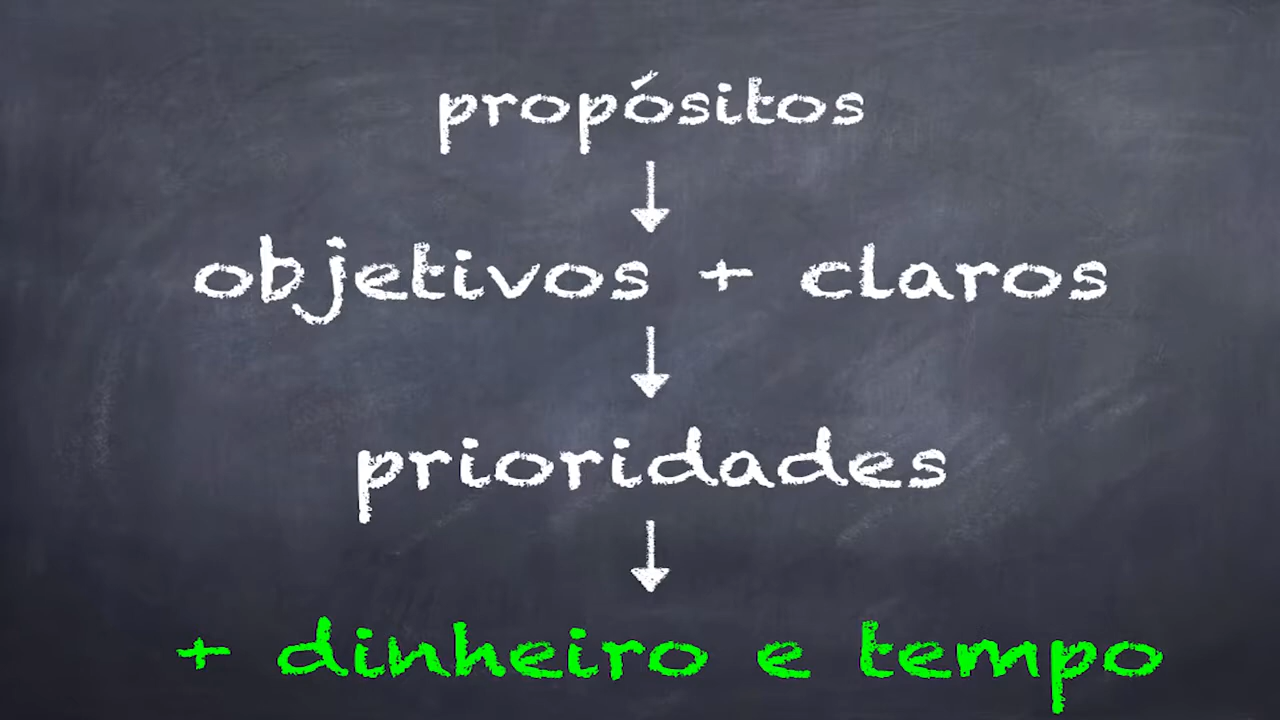 propósitos
objetivos + claros
prioridades
+ dinheiro e tempo